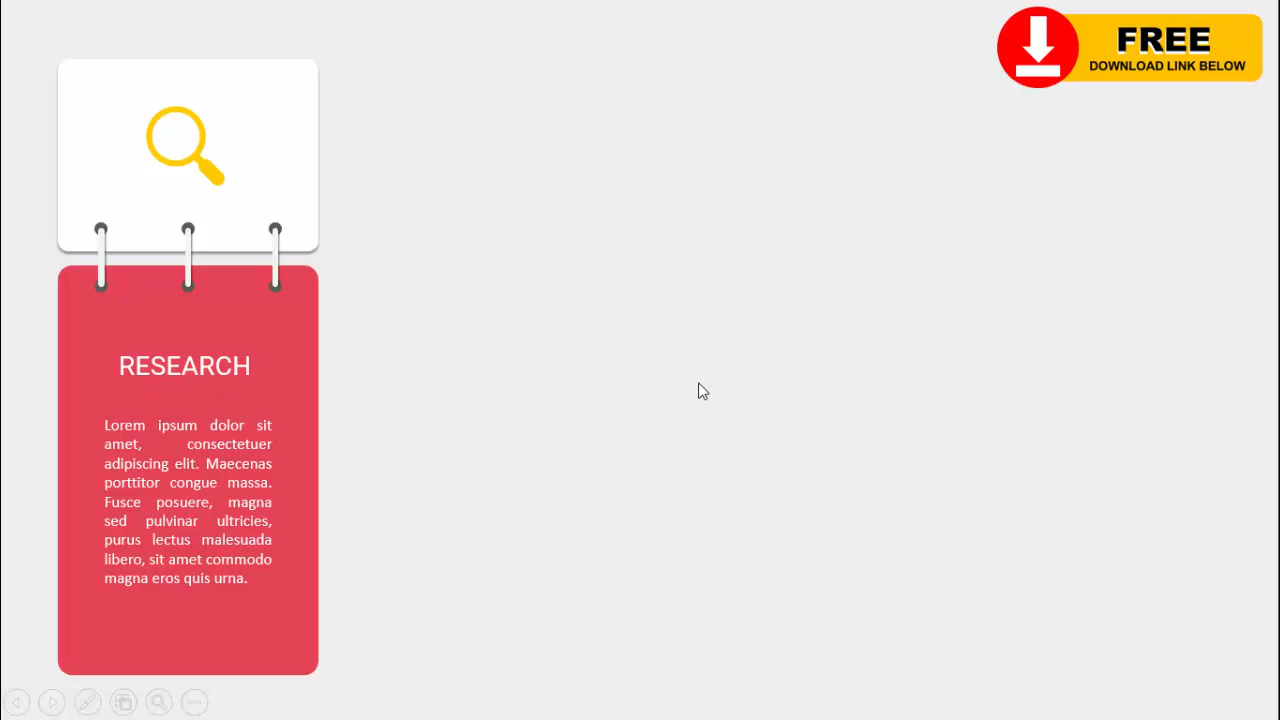 FREE
DOWNLOAD LINK BELOW
RESEARCH
Lorem ipsum dolor sit
amet, consectetuer
adipiscing elit. Maecenas
porttitor congue massa.
Fusce posuere, magna
sed pulvinar ultricies,
purus lectus malesuada
libero, sit amet commodo
magna eros quis urna.